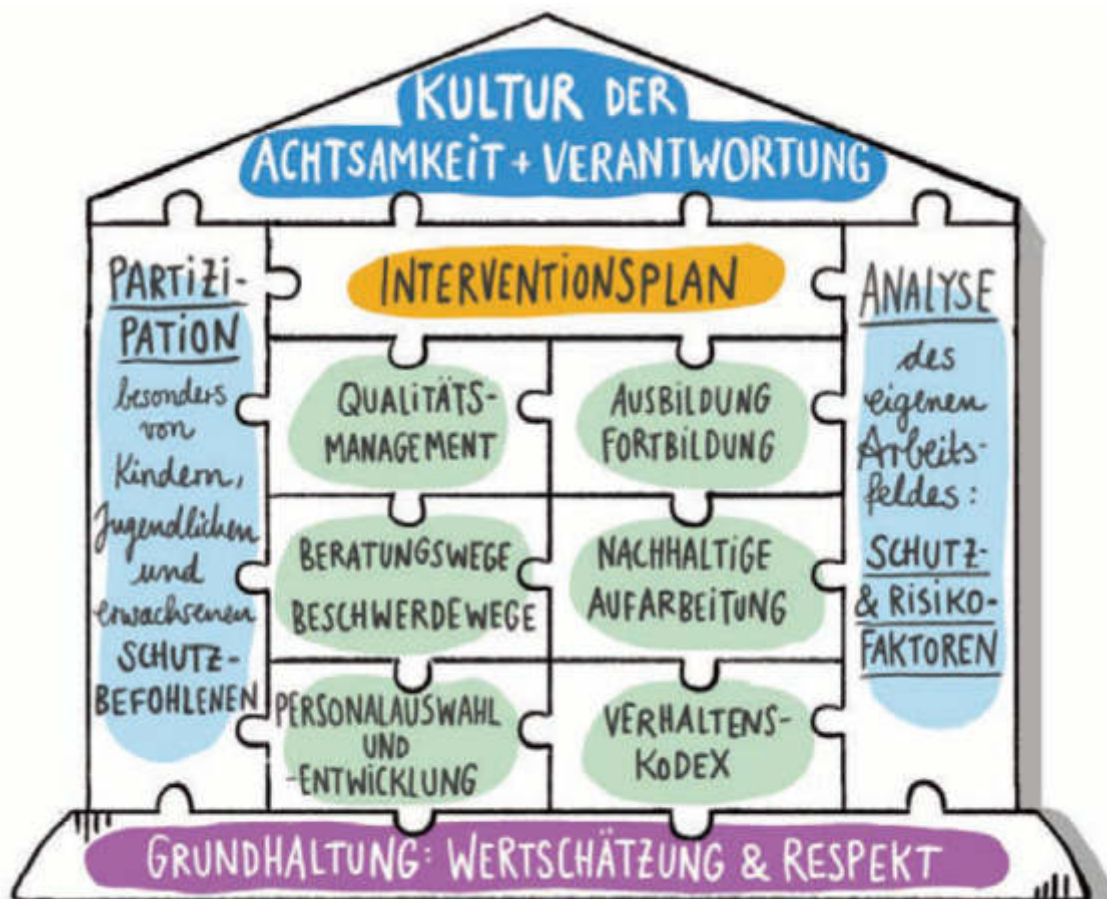 KULTUR DER
ACHTSAMKEIT + VERANTWORTUNG
PARTIZI-
PATION
besonders
von
Kindern,
Jugendlichen
und
erwachsenen
SCHUTZ-
BEFOHLENEN
INTERVENTIONSPLAN
QUALITÄTS-
MANAGEMENT
AUSBILDUNG
FORTBILDUNG
BERATUNGSWEGE
BESCHWERDEWEGE
NACHHALTIGE
AUFARBEITUNG
PERSONALAUSWAHL
UND
-ENTWICKLUNG
VERHALTENS-
KODEX
ANALYSE
des
eigenen
Arbeits-
feldes:
SCHUTZ-
& RISIKO-
FAKTOREN
GRUNDHALTUNG: WERTSCHÄTZUNG & RESPEKT